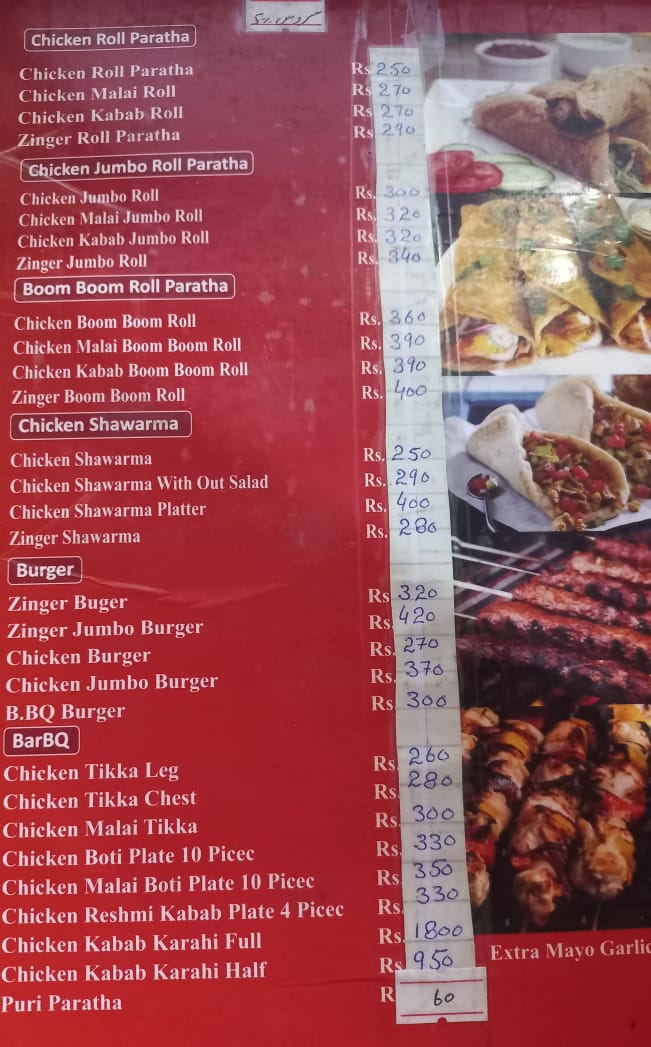 Chicken Roll Paratha
Chicken Roll Paratha Rs 250
Chicken Malai Roll Rs 270
Chicken Kabab Roll Rs 270
Zinger Roll Paratha Rs 290
Chicken Jumbo Roll Paratha
Chicken Jumbo Roll Rs. 300
Chicken Malai Jumbo Roll Rs. 320
Chicken Kabab Jumbo Roll Rs. 320
Zinger Jumbo Roll Rs. 340
Boom Boom Roll Paratha
Chicken Boom Boom Roll Rs. 360
Chicken Malai Boom Boom Roll Rs. 390
Chicken Kabab Boom Boom Roll Rs. 390
Zinger Boom Boom Roll Rs. 400
Chicken Shawarma
Chicken Shawarma Rs. 250
Chicken Shawarma With Out Salad Rs. 290
Chicken Shawarma Platter Rs. 400
Zinger Shawarma Rs. 280
Burger
Zinger Buger Rs 320
Zinger Jumbo Burger Rs 420
Chicken Burger Rs. 270
Chicken Jumbo Burger Rs. 370
B.BQ Burger Rs. 300
BarBQ
Chicken Tikka Leg Rs. 260
Chicken Tikka Chest Rs. 280
Chicken Malai Tikka Rs. 300
Chicken Boti Plate 10 Picec Rs. 330
Chicken Malai Boti Plate 10 Picec Rs 350
Chicken Reshmi Kabab Plate 4 Picec Rs. 330
Chicken Kabab Karahi Full Rs. 1800
Chicken Kabab Karahi Half Rs 950
Puri Paratha R 60
Extra Mayo Garlic